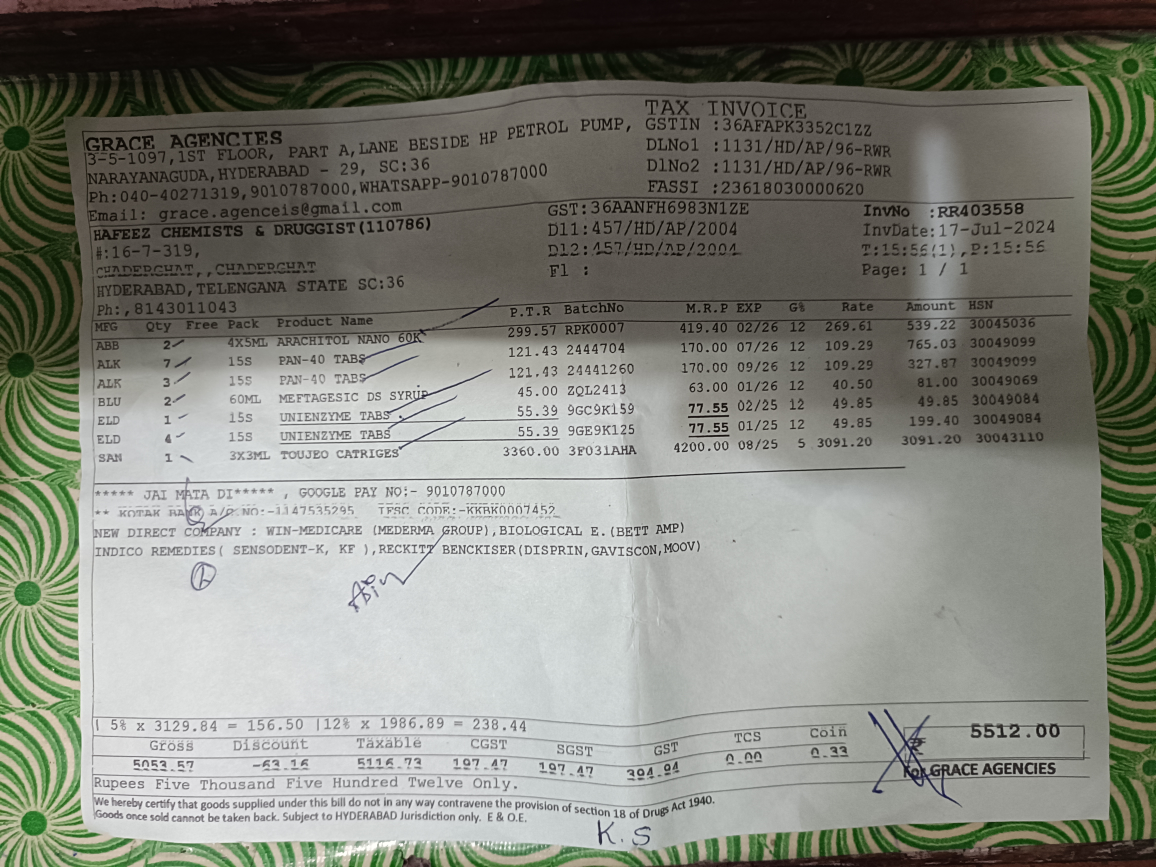 TAX INVOICE
GRACE AGENCIES
3-5-1097,1ST FLOOR, PART A,LANE BESIDE HP PETROL PUMP, GSTIN :36AFAPK3352C1ZZ
NARAYANAGUDA,HYDERABAD - 29, SC:36 DLNo1 :1131/HD/AP/96-RWR
Ph:040-40271319,9010787000,WHATSAPP-9010787000 DlNo2 :1131/HD/AP/96-RWR
Email: grace.agenceis@gmail.com FASSI :23618030000620
HAFEEZ CHEMISTS & DRUGGIST(110786) GST:36AANFH6983N1ZE InvNo :RR403558
#:16-7-319, D11:457/HD/AP/2004 InvDate:17-Jul-2024
CHADERGHAT,,CHADERGHAT D12:457/HD/AP/2004 T:15:56(1),P:15:56
HYDERABAD,TELENGANA STATE SC:36 Fl : Page: 1 / 1
Ph:,8143011043
MFG Qty Free Pack Product Name P.T.R BatchNo M.R.P EXP G% Rate Amount HSN
ABB 2 4X5ML ARACHITOL NANO 60K 299.57 RPK0007 419.40 02/26 12 269.61 539.22 30045036
ALK 7 15S PAN-40 TABS 121.43 2444704 170.00 07/26 12 109.29 765.03 30049099
ALK 3 15S PAN-40 TABS 121.43 24441260 170.00 09/26 12 109.29 327.87 30049099
BLU 2 60ML MEFTAGESIC DS SYRUP 45.00 ZQL2413 63.00 01/26 12 40.50 81.00 30049069
ELD 1 15S UNIENZYME TABS 55.39 9GC9K159 77.55 02/25 12 49.85 49.85 30049084
ELD 4 15S UNIENZYME TABS 55.39 9GE9K125 77.55 01/25 12 49.85 199.40 30049084
SAN 1 3X3ML TOUJEO CATRIGES 3360.00 3F031AHA 4200.00 08/25 5 3091.20 3091.20 30043110
***** JAI MATA DI***** , GOOGLE PAY NO:- 9010787000
** KOTAK BANK A/C NO:-1147535295 IFSC CODE:-KKBK0007452
NEW DIRECT COMPANY : WIN-MEDICARE (MEDERMA GROUP),BIOLOGICAL E.(BETT AMP)
INDICO REMEDIES( SENSODENT-K, KF ),RECKITT BENCKISER(DISPRIN,GAVISCON,MOOV)
| 5% x 3129.84 = 156.50 |12% x 1986.89 = 238.44
Gross Discount Taxable CGST SGST GST TCS Coin ₹ 5512.00
5053.57 -63.16 5116.73 197.47 197.47 394.94 0.00 0.33
For GRACE AGENCIES
Rupees Five Thousand Five Hundred Twelve Only.
We hereby certify that goods supplied under this bill do not in any way contravene the provision of section 18 of Drugs Act 1940.
Goods once sold cannot be taken back. Subject to HYDERABAD Jurisdiction only. E & O.E.
K.S